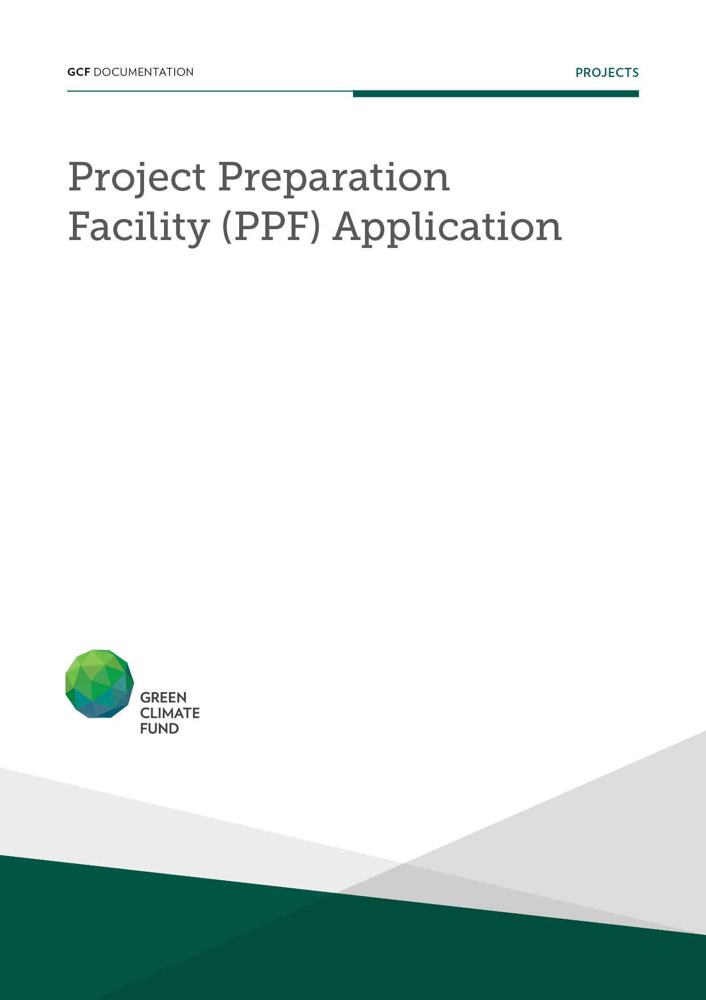 GCF DOCUMENTATION
PROJECTS
Project Preparation
Facility (PPF) Application
GREEN
CLIMATE
FUND